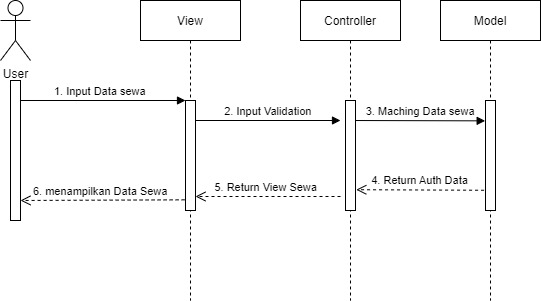 View
Controller
Model
User
1. Input Data sewa
2. Input Validation
3. Maching Data sewa
4. Return Auth Data
5. Return View Sewa
6. menampilkan Data Sewa